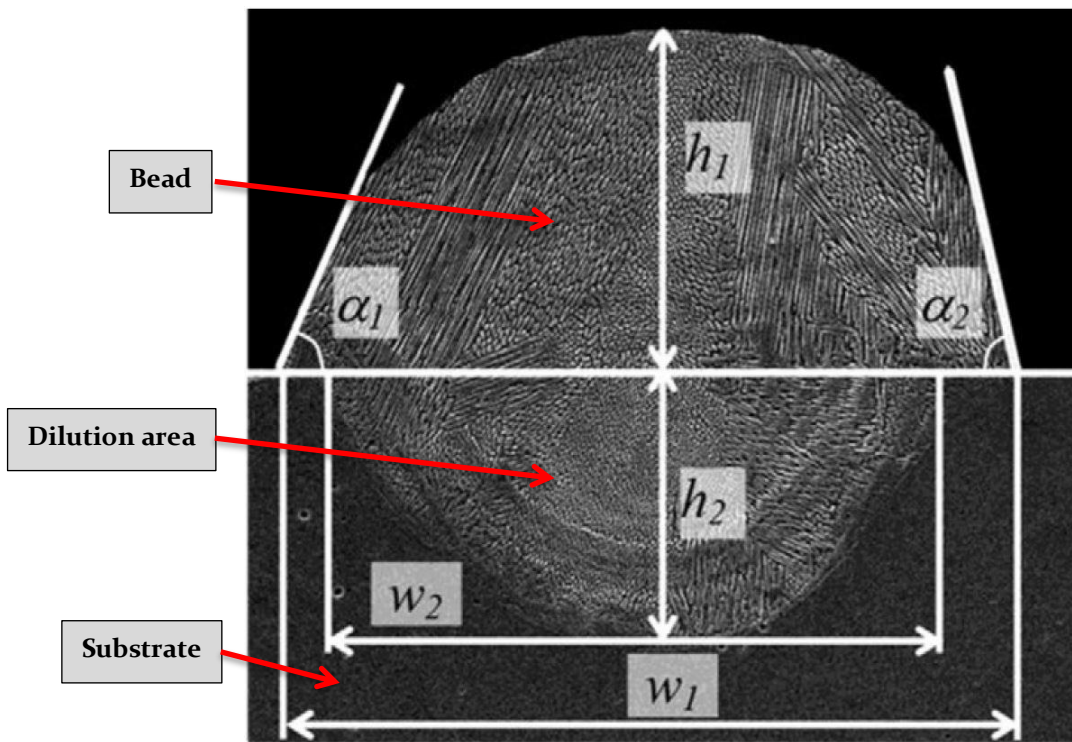 Bead
h₁
α₁
α₂
Dilution area
h₂
w₂
Substrate
w₁